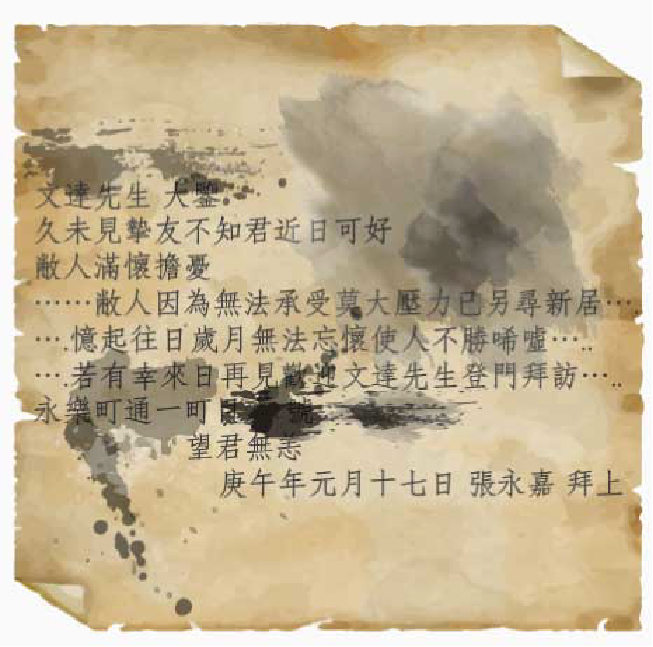 文達先生 大鑒
久未見摯友不知君近日可好
敝人滿懷擔憂
……敝人因為無法承受莫大壓力已另尋新居….
….憶起往日歲月無法忘懷使人不勝唏噓…..
….若有幸來日再見歡迎文達先生登門拜訪…..
永樂町通一町目 號
望君無恙
庚午年元月十七日 張永嘉 拜上